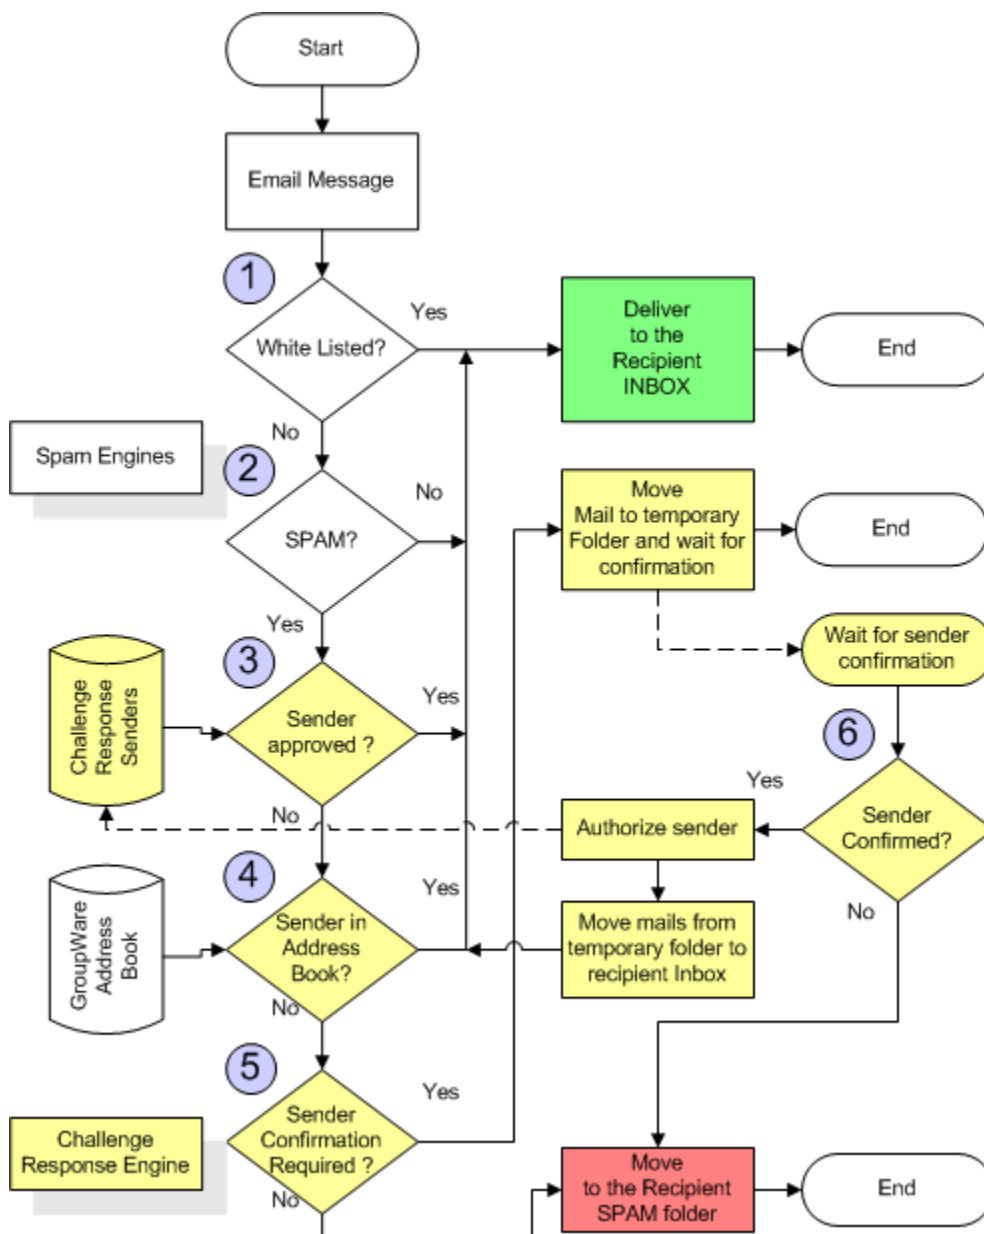 Start
Email Message
1
White Listed?
Yes
Deliver
to the
Recipient
INBOX
End
No
Spam Engines
2
SPAM?
No
Move
Mail to temporary
Folder and wait for
confirmation
End
Yes
Wait for sender
confirmation
3
Challenge
Response
Senders
Sender
approved ?
Yes
6
Yes
Sender
Confirmed?
No
Authorize sender
No
4
GroupWare
Address
Book
Sender in
Address
Book?
Yes
Move mails from
temporary folder to
recipient Inbox
No
5
Sender
Confirmation
Required ?
Yes
Challenge
Response Engine
No
Move
to the Recipient
SPAM folder
End